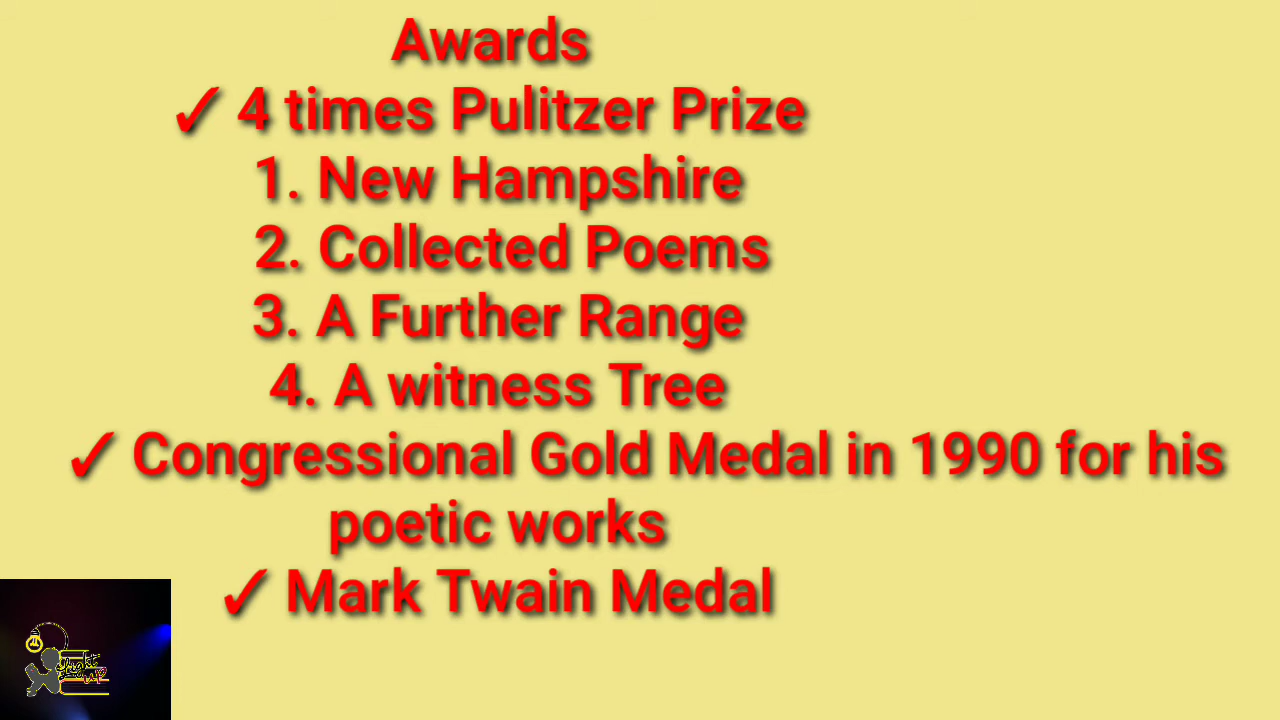 Awards
✓ 4 times Pulitzer Prize
1. New Hampshire
2. Collected Poems
3. A Further Range
4. A witness Tree
✓ Congressional Gold Medal in 1990 for his
poetic works
✓ Mark Twain Medal